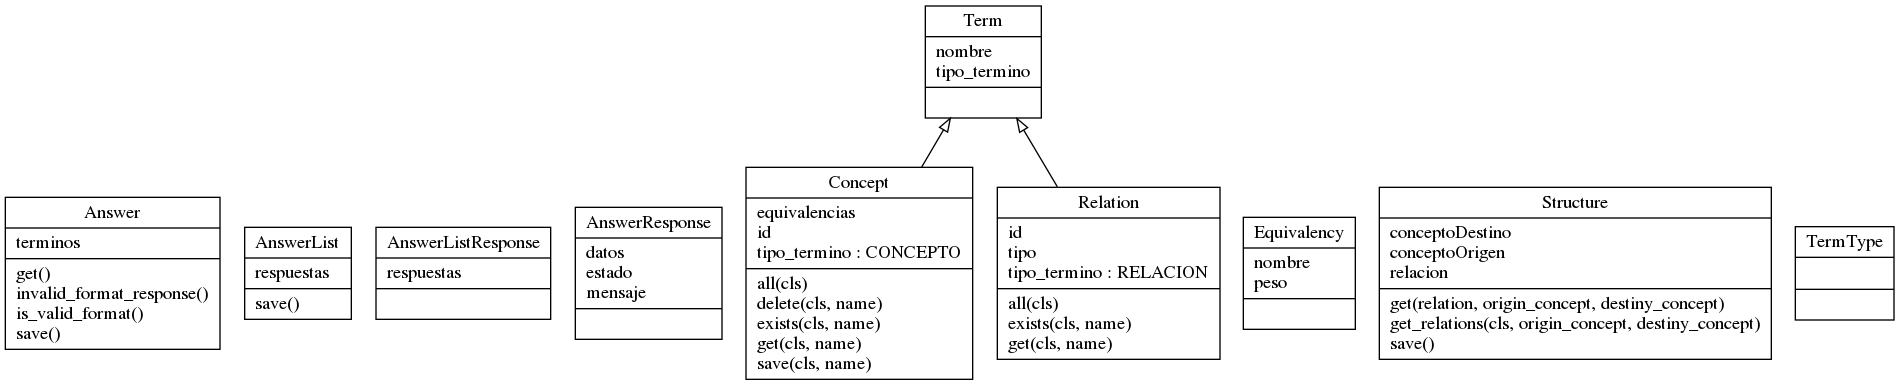 Term
nombre
tipo_termino
Answer
terminos
get()
invalid_format_response()
is_valid_format()
save()
AnswerList
respuestas
save()
AnswerListResponse
respuestas
AnswerResponse
datos
estado
mensaje
Concept
equivalencias
id
tipo_termino : CONCEPTO
all(cls)
delete(cls, name)
exists(cls, name)
get(cls, name)
save(cls, name)
Relation
id
tipo
tipo_termino : RELACION
all(cls)
exists(cls, name)
get(cls, name)
Equivalency
nombre
peso
Structure
conceptoDestino
conceptoOrigen
relacion
get(relation, origin_concept, destiny_concept)
get_relations(cls, origin_concept, destiny_concept)
save()
TermType